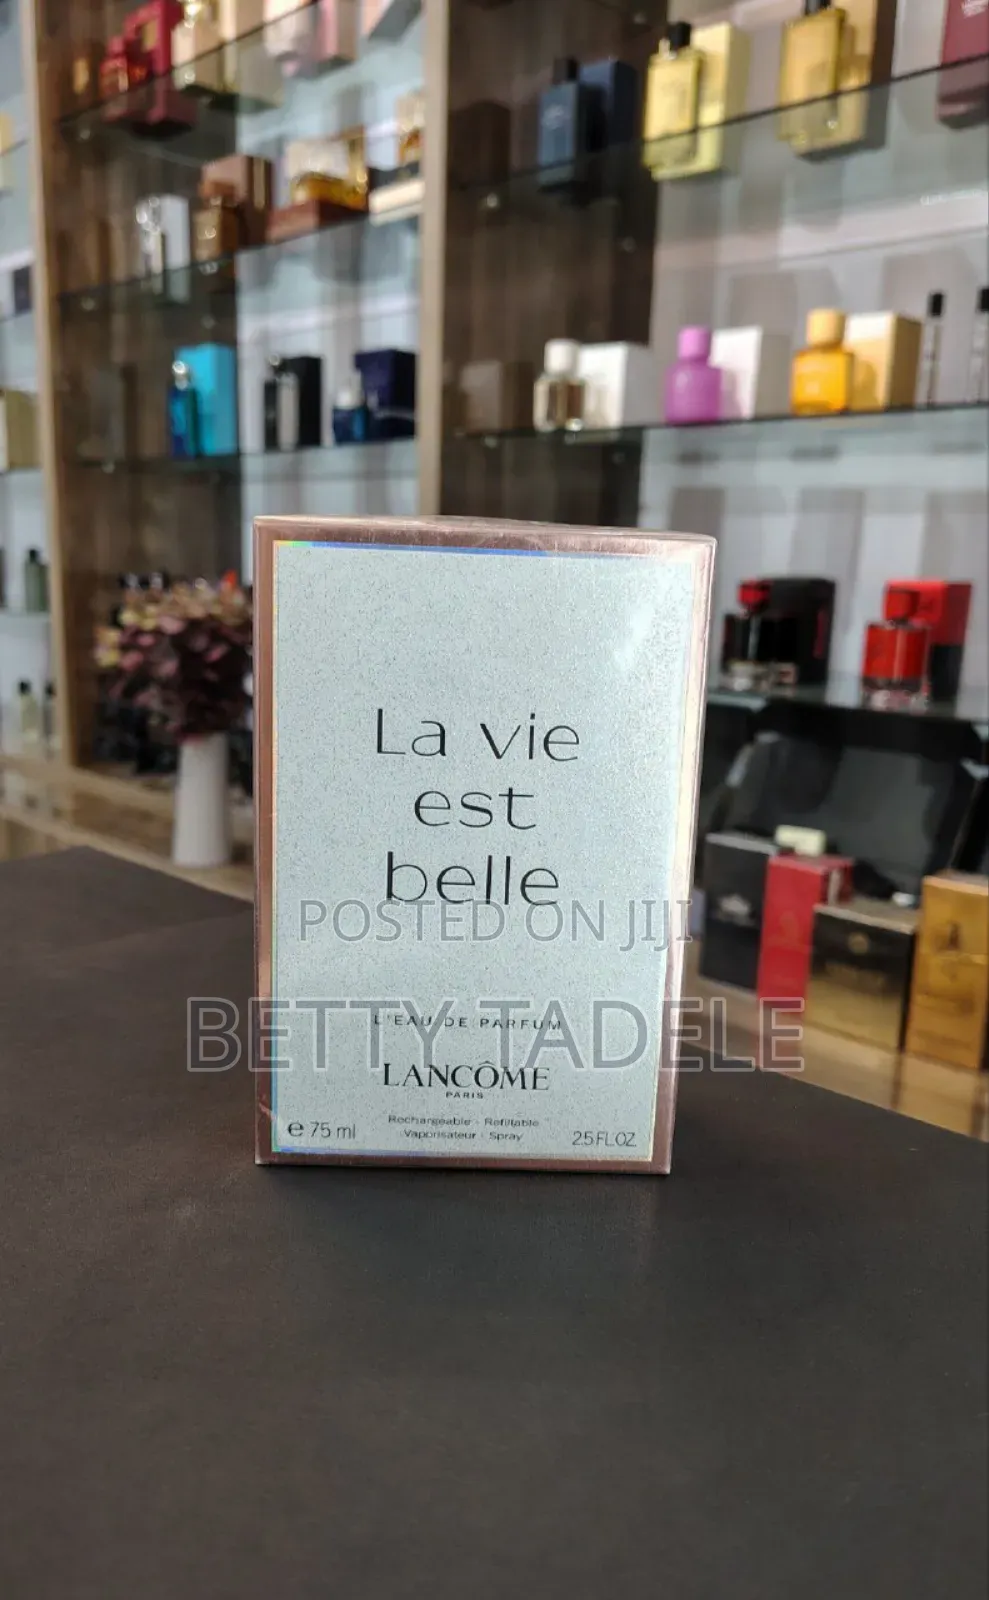 La vie
est
belle
POSTED ON JIJI
BETTY TADELE
L'EAU DE PARFUM
LANCÔME
PARIS
Rechargeable - Refillable
Vaporisateur - Spray
e 75 ml
2.5 FL.OZ